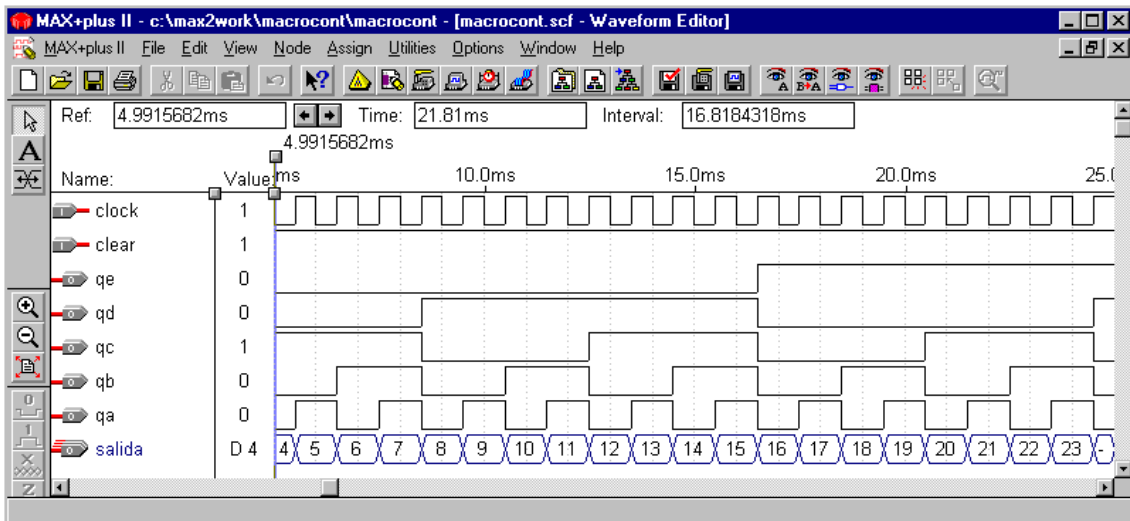 MAX+plus II - c:\max2work\macrocont\macrocont - [macrocont.scf - Waveform Editor]
MAX+plus II File Edit View Node Assign Utilities Options Window Help
Ref: 4.9915682ms Time: 21.81ms Interval: 16.8184318ms
4.9915682ms
Name: Value: ms 10.0ms 15.0ms 20.0ms 25.0
clock 1
clear 1
qe 0
qd 0
qc 1
qb 0
qa 0
salida D 4 4 5 6 7 8 9 10 11 12 13 14 15 16 17 18 19 20 21 22 23 -